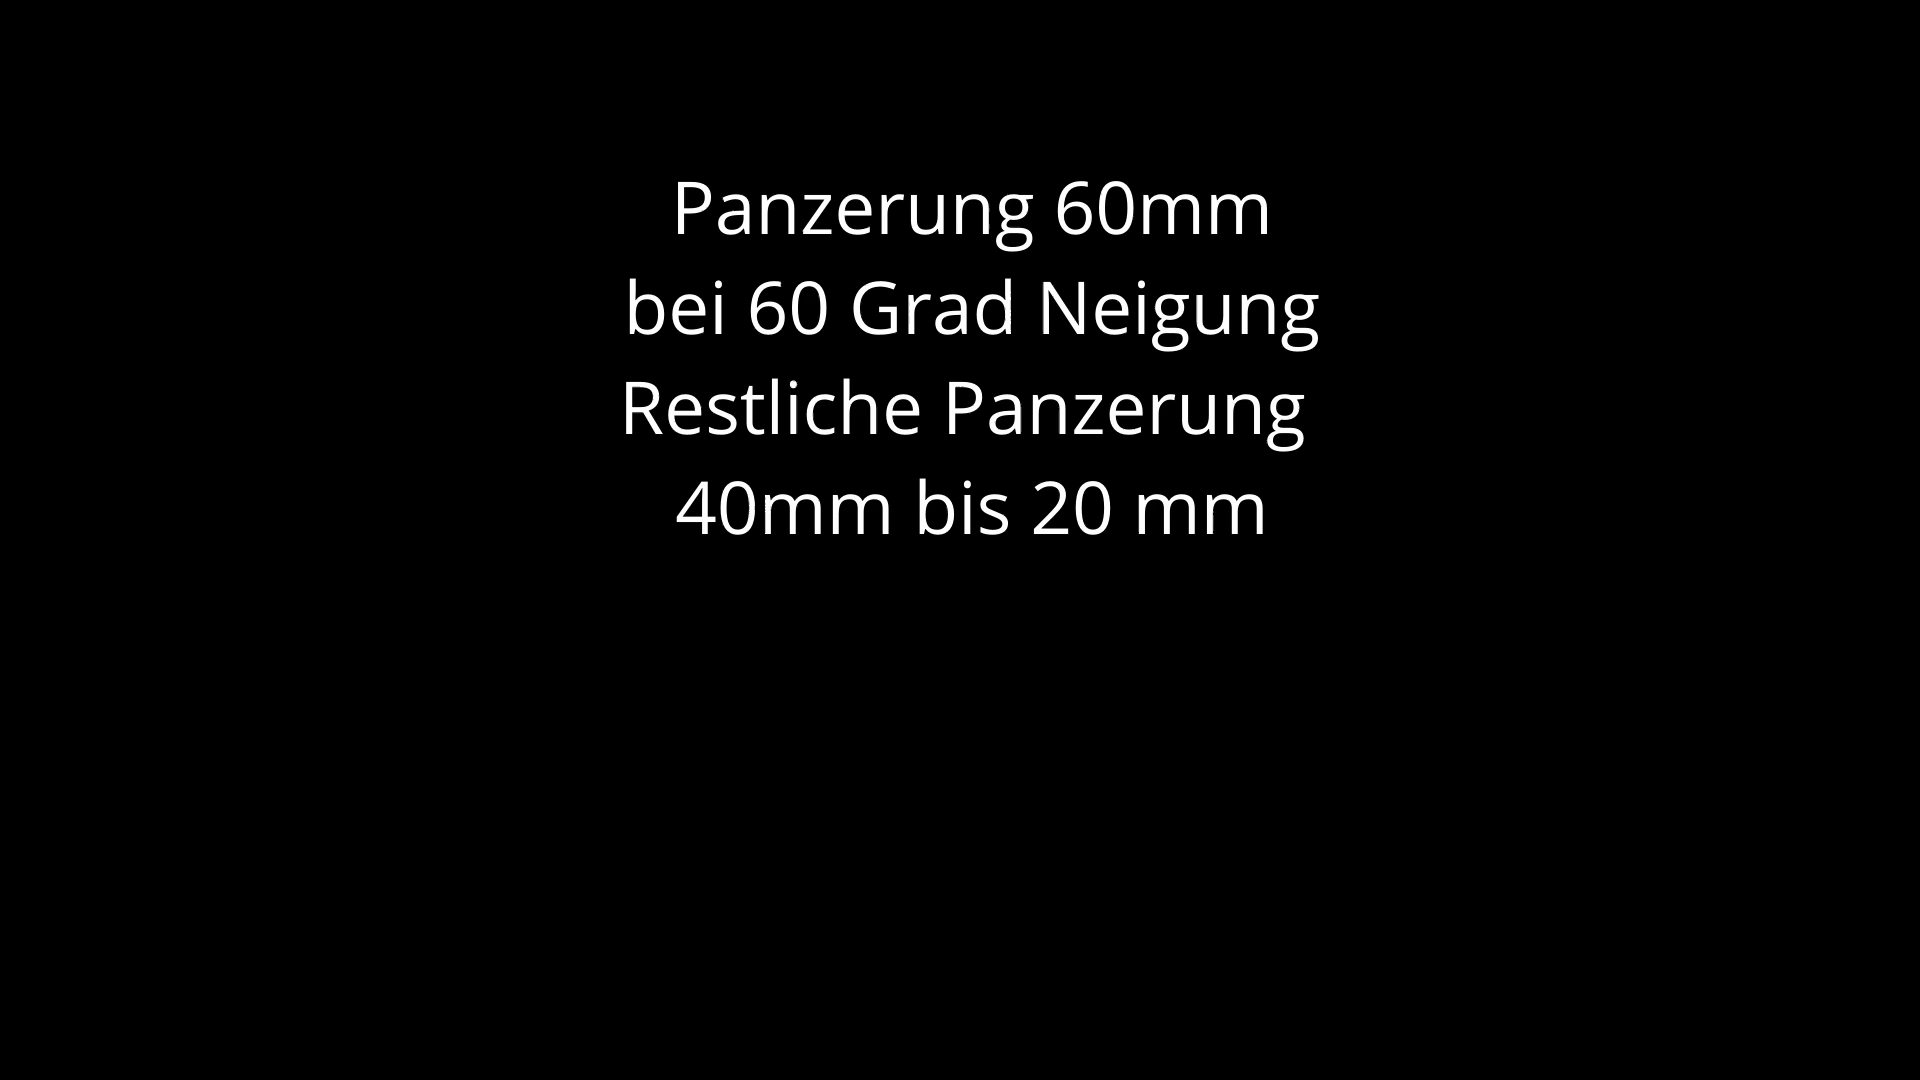 Panzerung 60mm
bei 60 Grad Neigung
Restliche Panzerung
40mm bis 20 mm